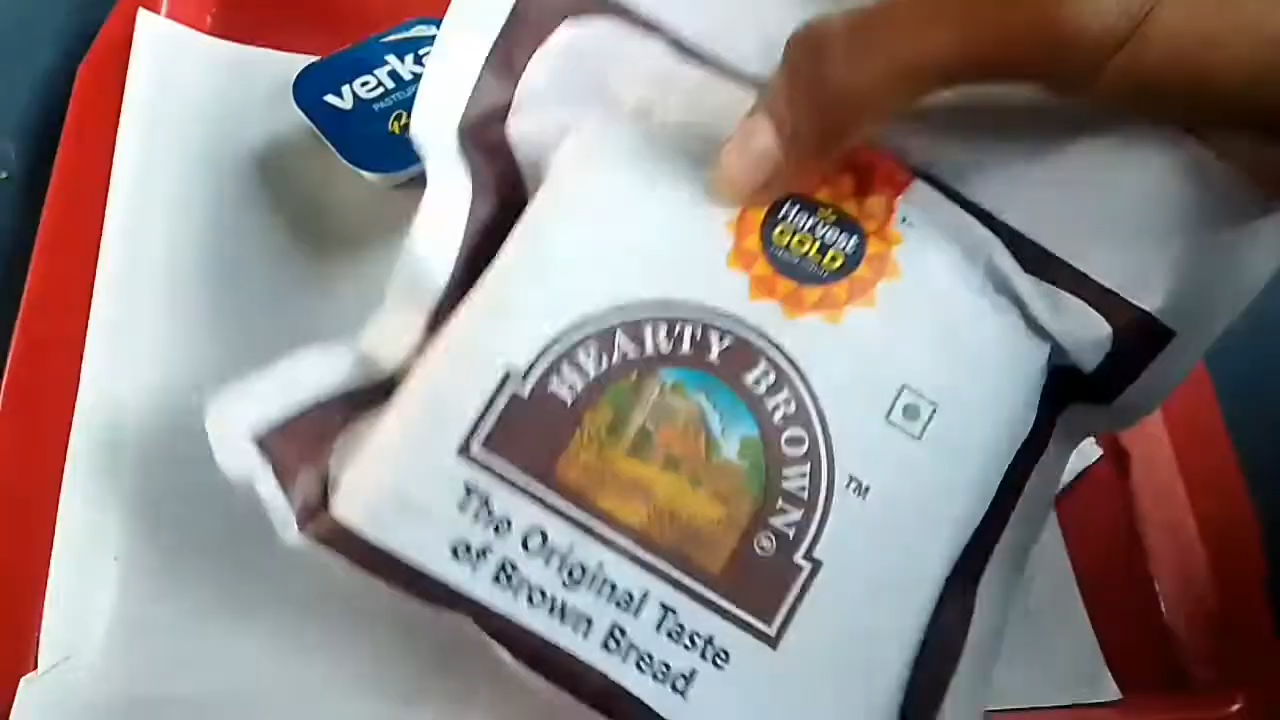 verka
Harvest
GOLD
HEARTY BROWN®
TM
The Original Taste
of Brown Bread